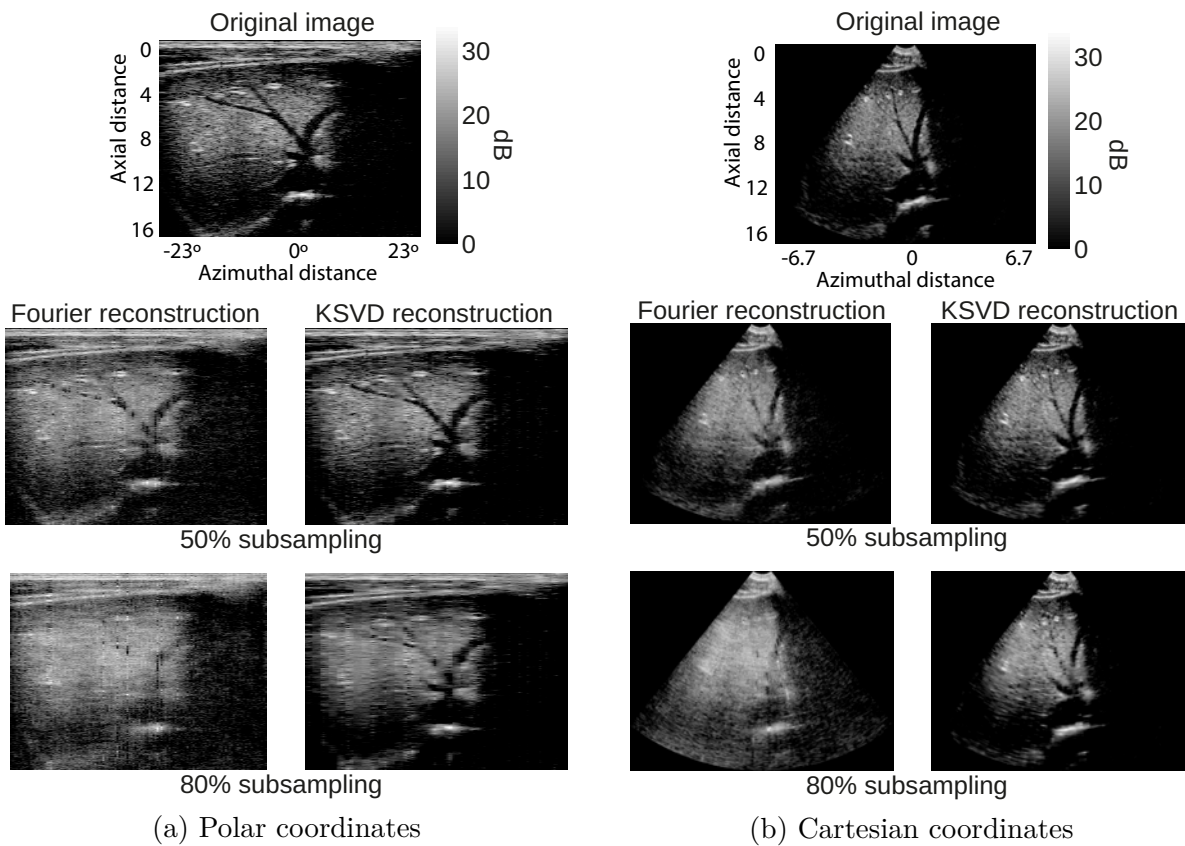 Original image
0
4
8
12
16
Axial distance
-23º
0º
23º
Azimuthal distance
30
20
10
0
dB
Fourier reconstruction
KSVD reconstruction
50% subsampling
80% subsampling
(a) Polar coordinates
Original image
0
4
8
12
16
Axial distance
-6.7
0
6.7
Azimuthal distance
30
20
10
0
dB
Fourier reconstruction
KSVD reconstruction
50% subsampling
80% subsampling
(b) Cartesian coordinates